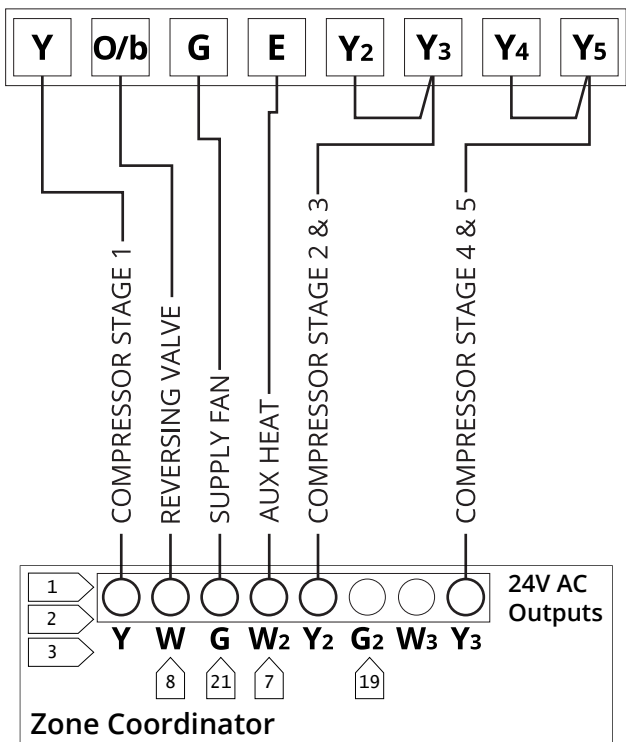 Y O/b G E Y2 Y3 Y4 Y5
COMPRESSOR STAGE 1
REVERSING VALVE
SUPPLY FAN
AUX HEAT
COMPRESSOR STAGE 2 & 3
COMPRESSOR STAGE 4 & 5
1
2
3
24V AC
Outputs
Y W G W2 Y2 G2 W3 Y3
8 21 7 19
Zone Coordinator